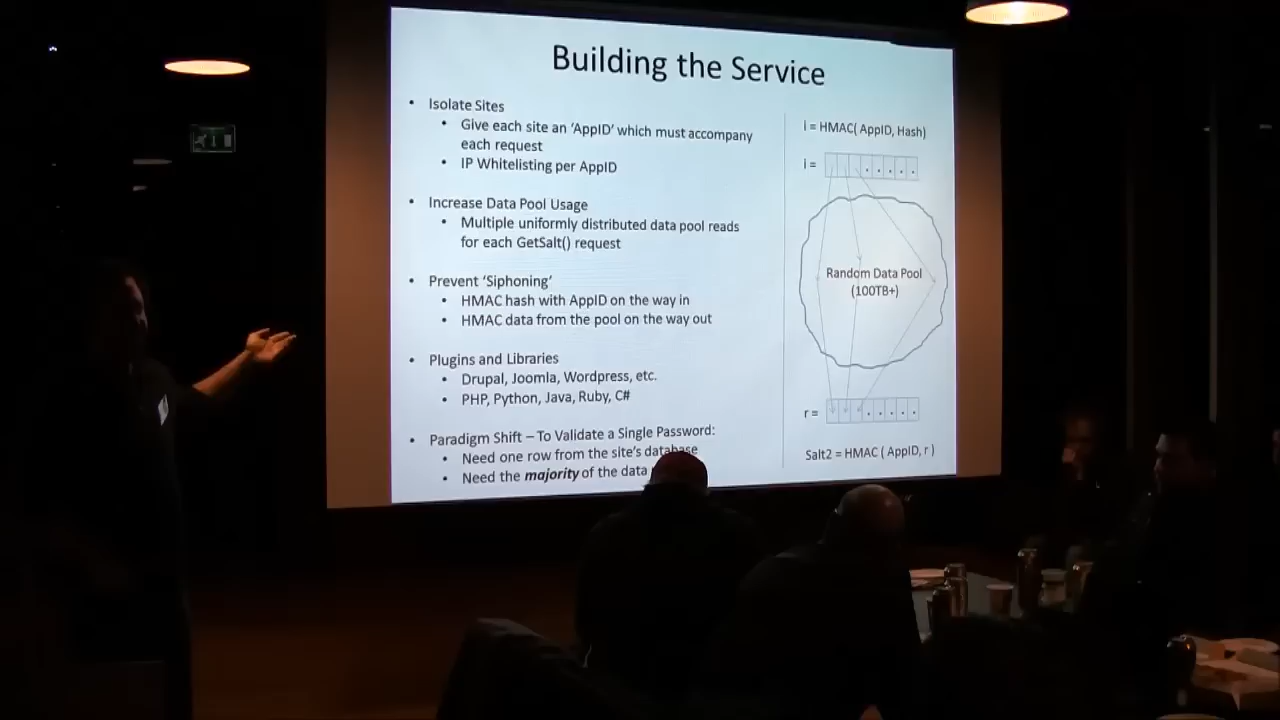 Building the Service
• Isolate Sites
• Give each site an ‘AppID’ which must accompany
each request
• IP Whitelisting per AppID
• Increase Data Pool Usage
• Multiple uniformly distributed data pool reads
for each GetSalt() request
• Prevent ‘Siphoning’
• HMAC hash with AppID on the way in
• HMAC data from the pool on the way out
• Plugins and Libraries
• Drupal, Joomla, Wordpress, etc.
• PHP, Python, Java, Ruby, C#
• Paradigm Shift – To Validate a Single Password:
• Need one row from the site’s database
• Need the majority of the data
i = HMAC( AppID, Hash)
i =
Random Data Pool
(100TB+)
r =
Salt2 = HMAC ( AppID, r )